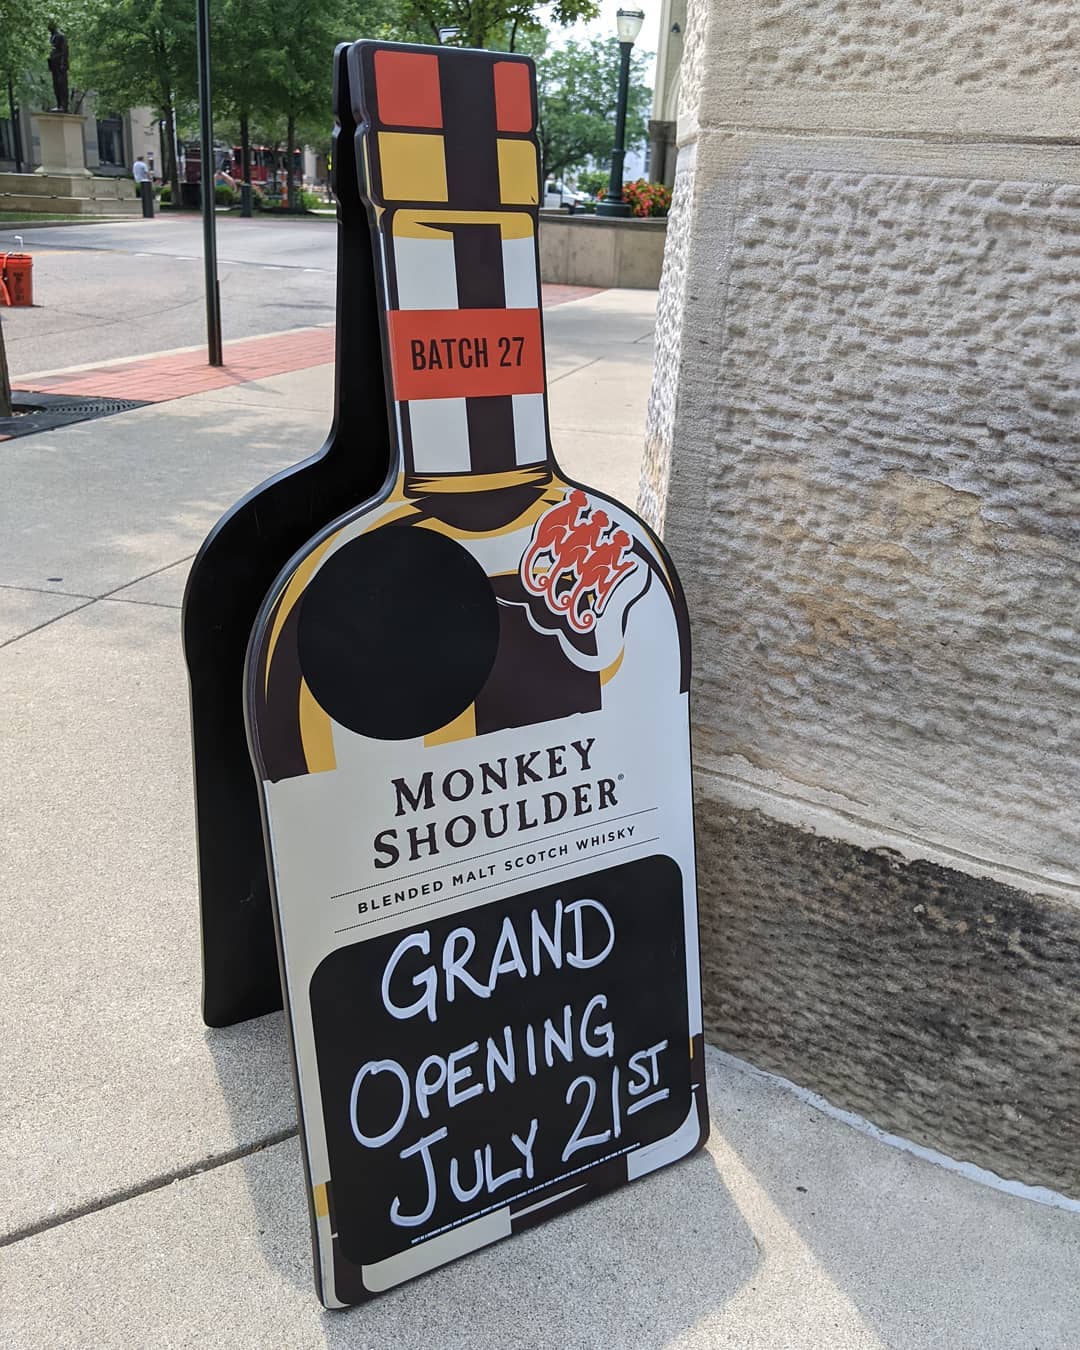 BATCH 27
MONKEY
SHOULDER®
BLENDED MALT SCOTCH WHISKY
GRAND
OPENING
JULY 21ST